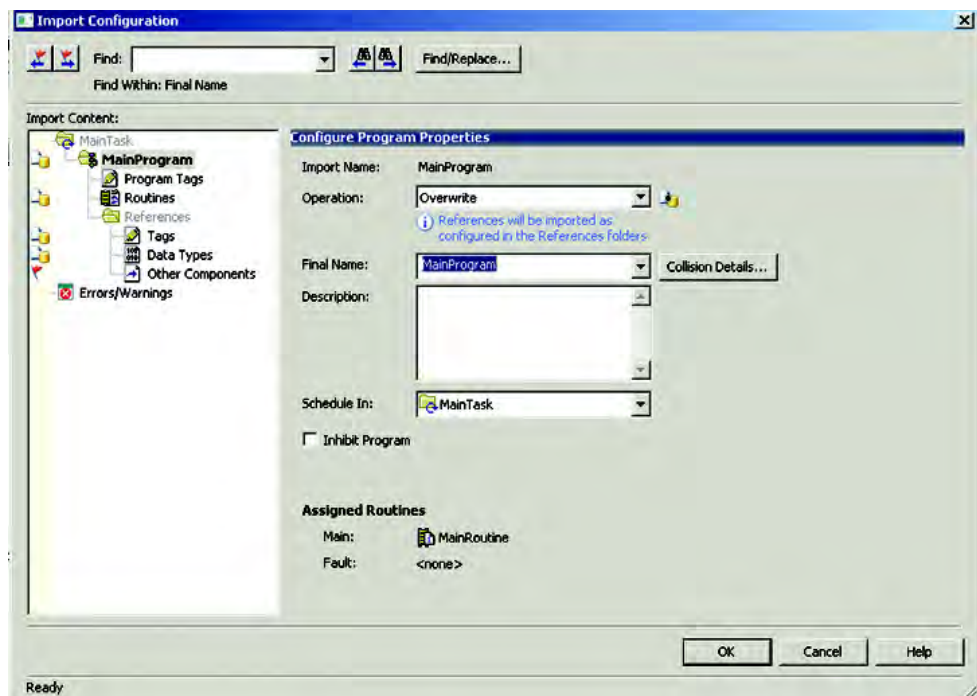 Import Configuration
Find:
Find/Replace...
Find Within: Final Name
Import Content:
MainTask
MainProgram
Program Tags
Routines
References
Tags
Data Types
Other Components
Errors/Warnings
Configure Program Properties
Import Name: MainProgram
Operation: Overwrite
References will be imported as
configured in the References folders
Final Name: MainProgram Collision Details...
Description:
Schedule In: MainTask
Inhibit Program
Assigned Routines
Main: MainRoutine
Fault: <none>
OK Cancel Help
Ready